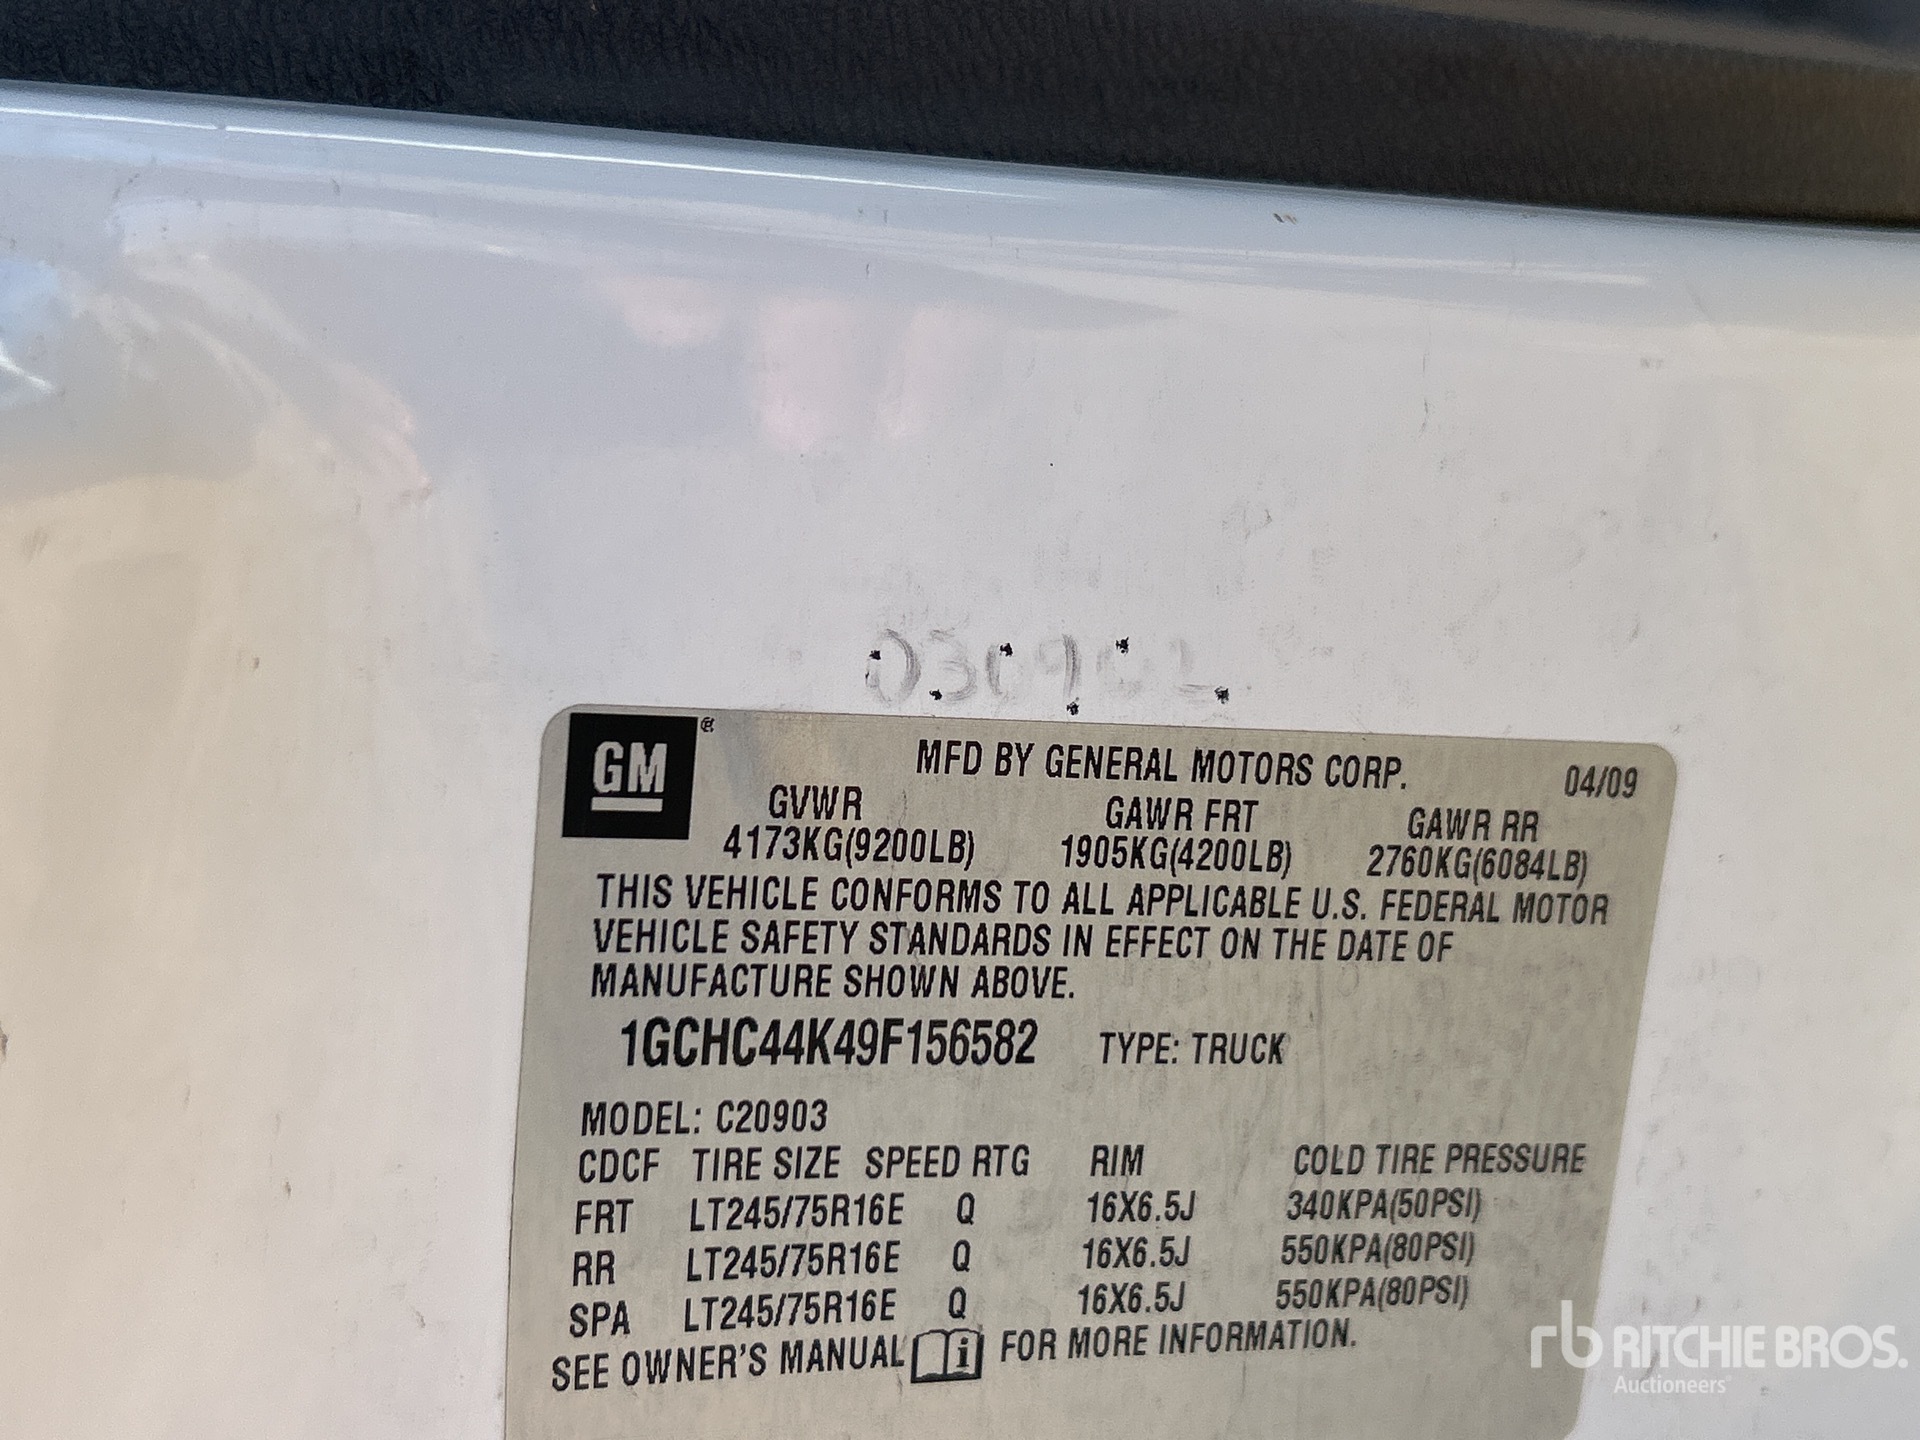 GM
®
MFD BY GENERAL MOTORS CORP.
04/09
GVWR GAWR FRT GAWR RR
4173KG(9200LB) 1905KG(4200LB) 2760KG(6084LB)
THIS VEHICLE CONFORMS TO ALL APPLICABLE U.S. FEDERAL MOTOR
VEHICLE SAFETY STANDARDS IN EFFECT ON THE DATE OF
MANUFACTURE SHOWN ABOVE.
1GCHC44K49F156582 TYPE: TRUCK
MODEL: C20903
CDCF TIRE SIZE SPEED RTG RIM COLD TIRE PRESSURE
FRT LT245/75R16E Q 16X6.5J 340KPA(50PSI)
RR LT245/75R16E Q 16X6.5J 550KPA(80PSI)
SPA LT245/75R16E Q 16X6.5J 550KPA(80PSI)
SEE OWNER'S MANUAL i FOR MORE INFORMATION.
rb RITCHIE BROS.
Auctioneers